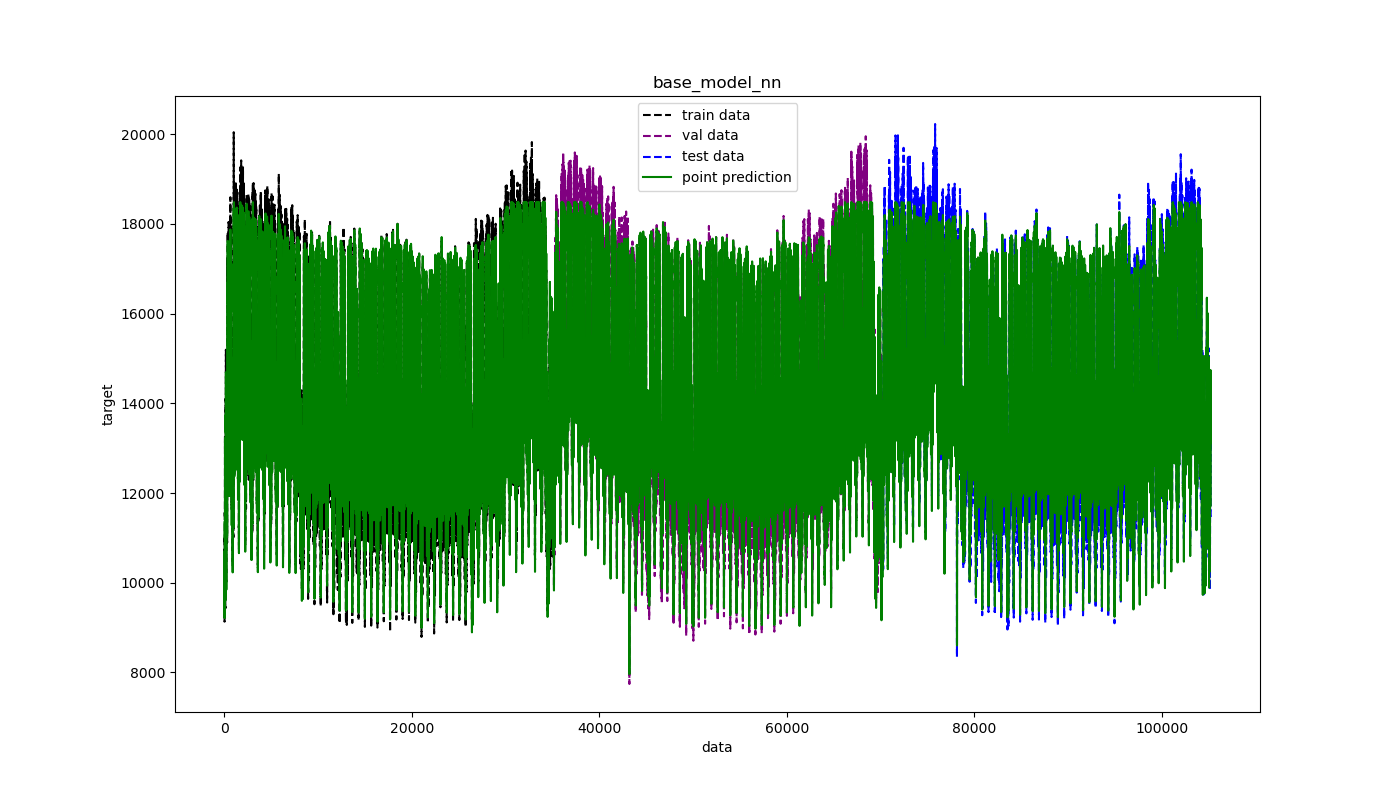 base_model_nn
train data
val data
test data
point prediction
20000
18000
16000
14000
12000
10000
8000
target
0
20000
40000
60000
80000
100000
data